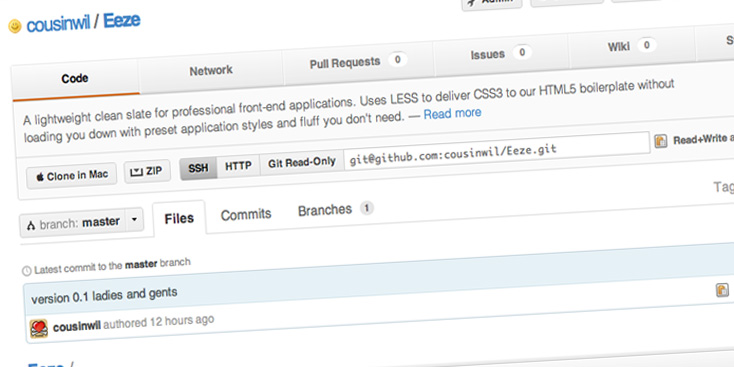 cousinwil / Eeze
Admin
Code Network Pull Requests 0 Issues 0 Wiki 0
A lightweight clean slate for professional front-end applications. Uses LESS to deliver CSS3 to our HTML5 boilerplate without
loading you down with preset application styles and fluff you don't need. — Read more
Clone in Mac ZIP SSH HTTP Git Read-Only git@github.com:cousinwil/Eeze.git Read+Write
branch: master Files Commits Branches 1
Latest commit to the master branch
version 0.1 ladies and gents
cousinwil authored 12 hours ago
Eeze /